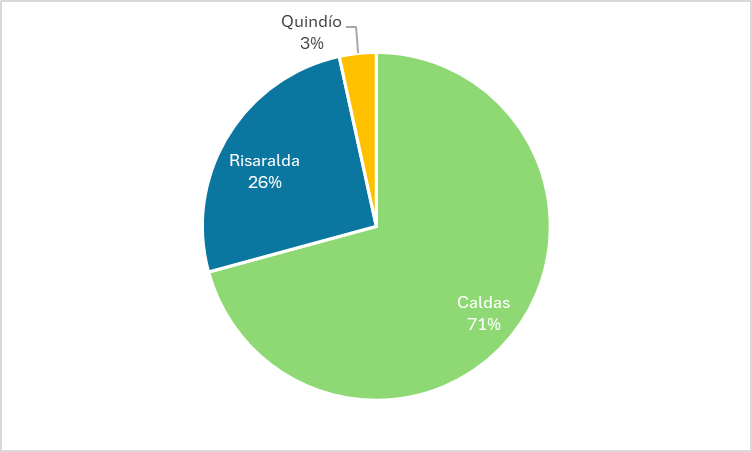 Quindío
3%
Risaralda
26%
Caldas
71%